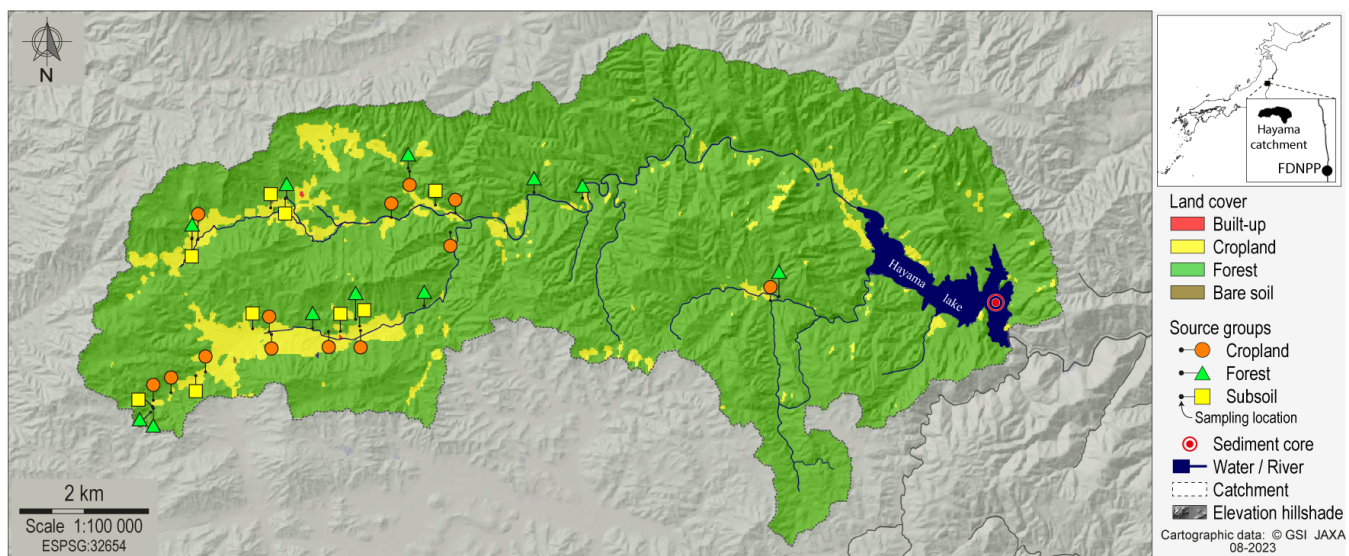 N
2 km
Scale 1:100 000
ESPSG:32654
Hayama lake
Hayama
catchment
FDNPP
Land cover
Built-up
Cropland
Forest
Bare soil
Source groups
Cropland
Forest
Subsoil
Sampling location
Sediment core
Water / River
Catchment
Elevation hillshade
Cartographic data: © GSI JAXA
08-2023